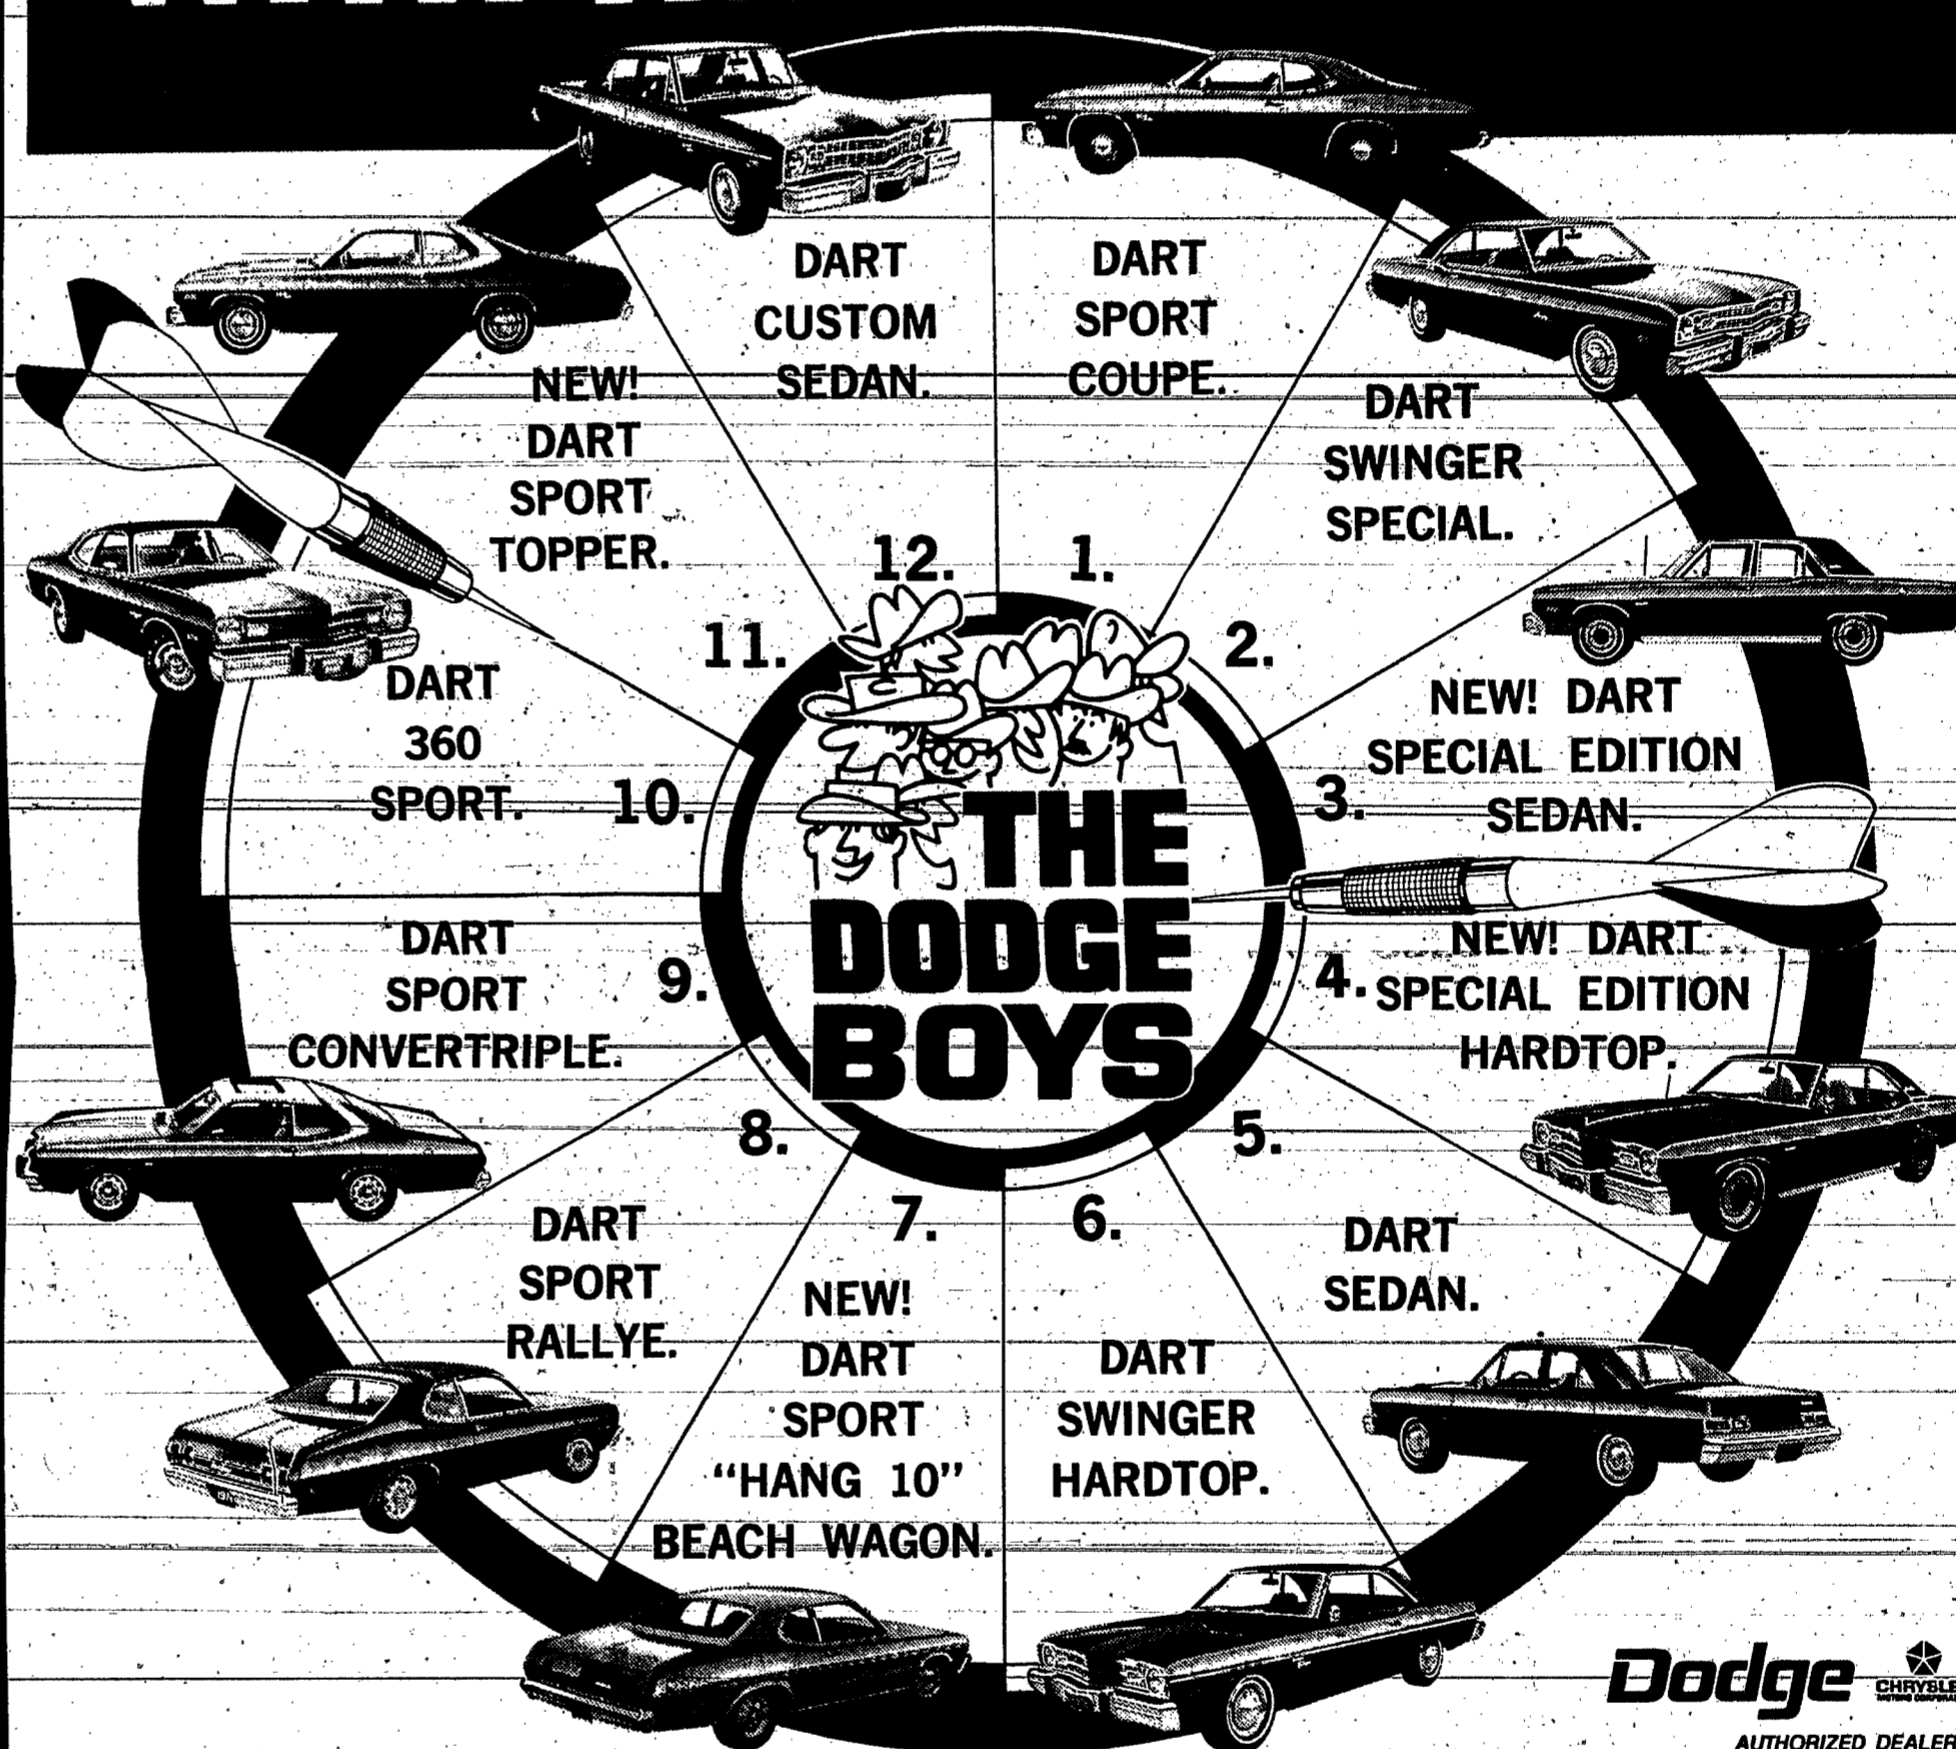 12.
DART
CUSTOM
SEDAN.
1.
DART
SPORT
COUPE.
2.
DART
SWINGER
SPECIAL.
3.
NEW! DART
SPECIAL EDITION
SEDAN.
4.
NEW! DART
SPECIAL EDITION
HARDTOP.
5.
DART
SEDAN.
6.
DART
SWINGER
HARDTOP.
7.
NEW!
DART
SPORT
“HANG 10”
BEACH WAGON.
8.
DART
SPORT
RALLYE.
9.
DART
SPORT
CONVERTRIPLE.
10.
DART
360
SPORT.
11.
NEW!
DART
SPORT
TOPPER.
THE
DODGE
BOYS
Dodge
AUTHORIZED DEALER